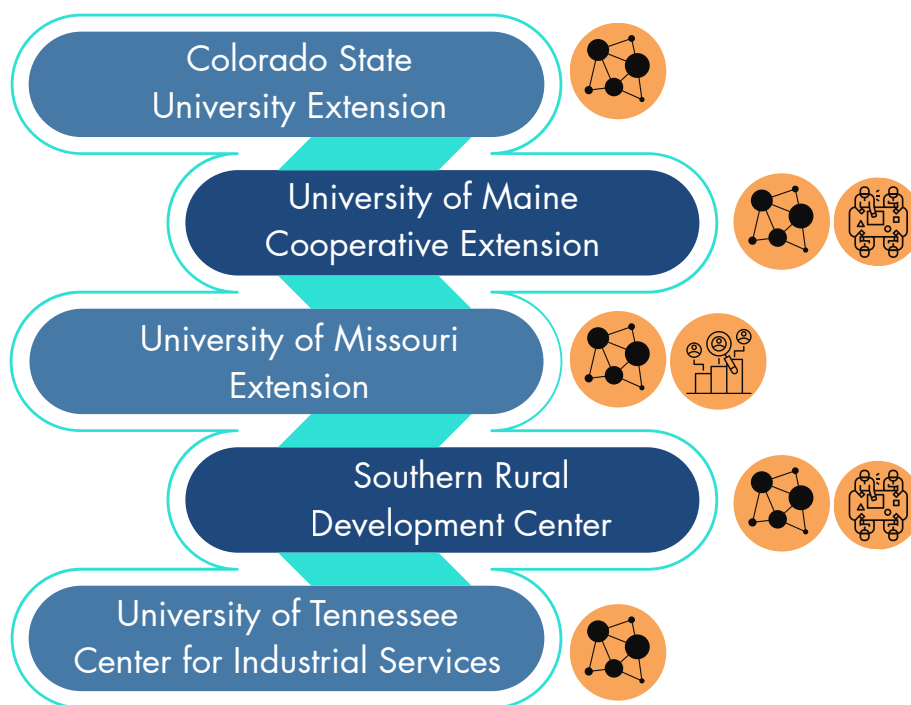 Colorado State
University Extension
University of Maine
Cooperative Extension
University of Missouri
Extension
Southern Rural
Development Center
University of Tennessee
Center for Industrial Services